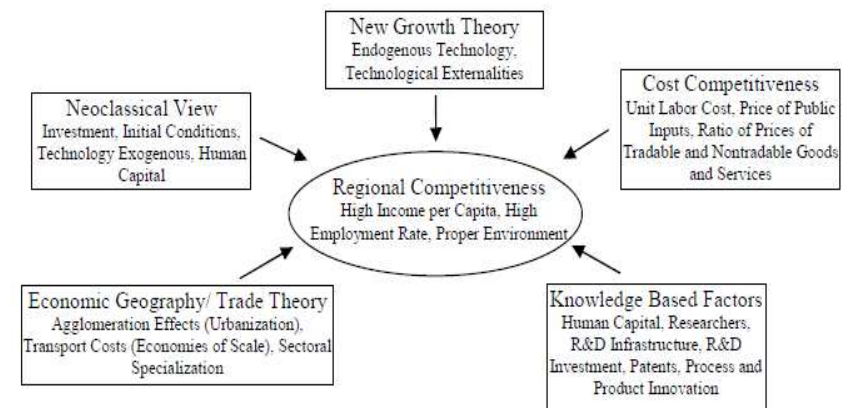 New Growth Theory
Endogenous Technology,
Technological Externalities
Neoclassical View
Investment, Initial Conditions,
Technology Exogenous, Human
Capital
Cost Competitiveness
Unit Labor Cost, Price of Public
Inputs, Ratio of Prices of
Tradable and Nontradable Goods
and Services
Regional Competitiveness
High Income per Capita, High
Employment Rate, Proper Environment
Economic Geography/ Trade Theory
Agglomeration Effects (Urbanization),
Transport Costs (Economies of Scale), Sectoral
Specialization
Knowledge Based Factors
Human Capital, Researchers,
R&D Infrastructure, R&D
Investment, Patents, Process and
Product Innovation